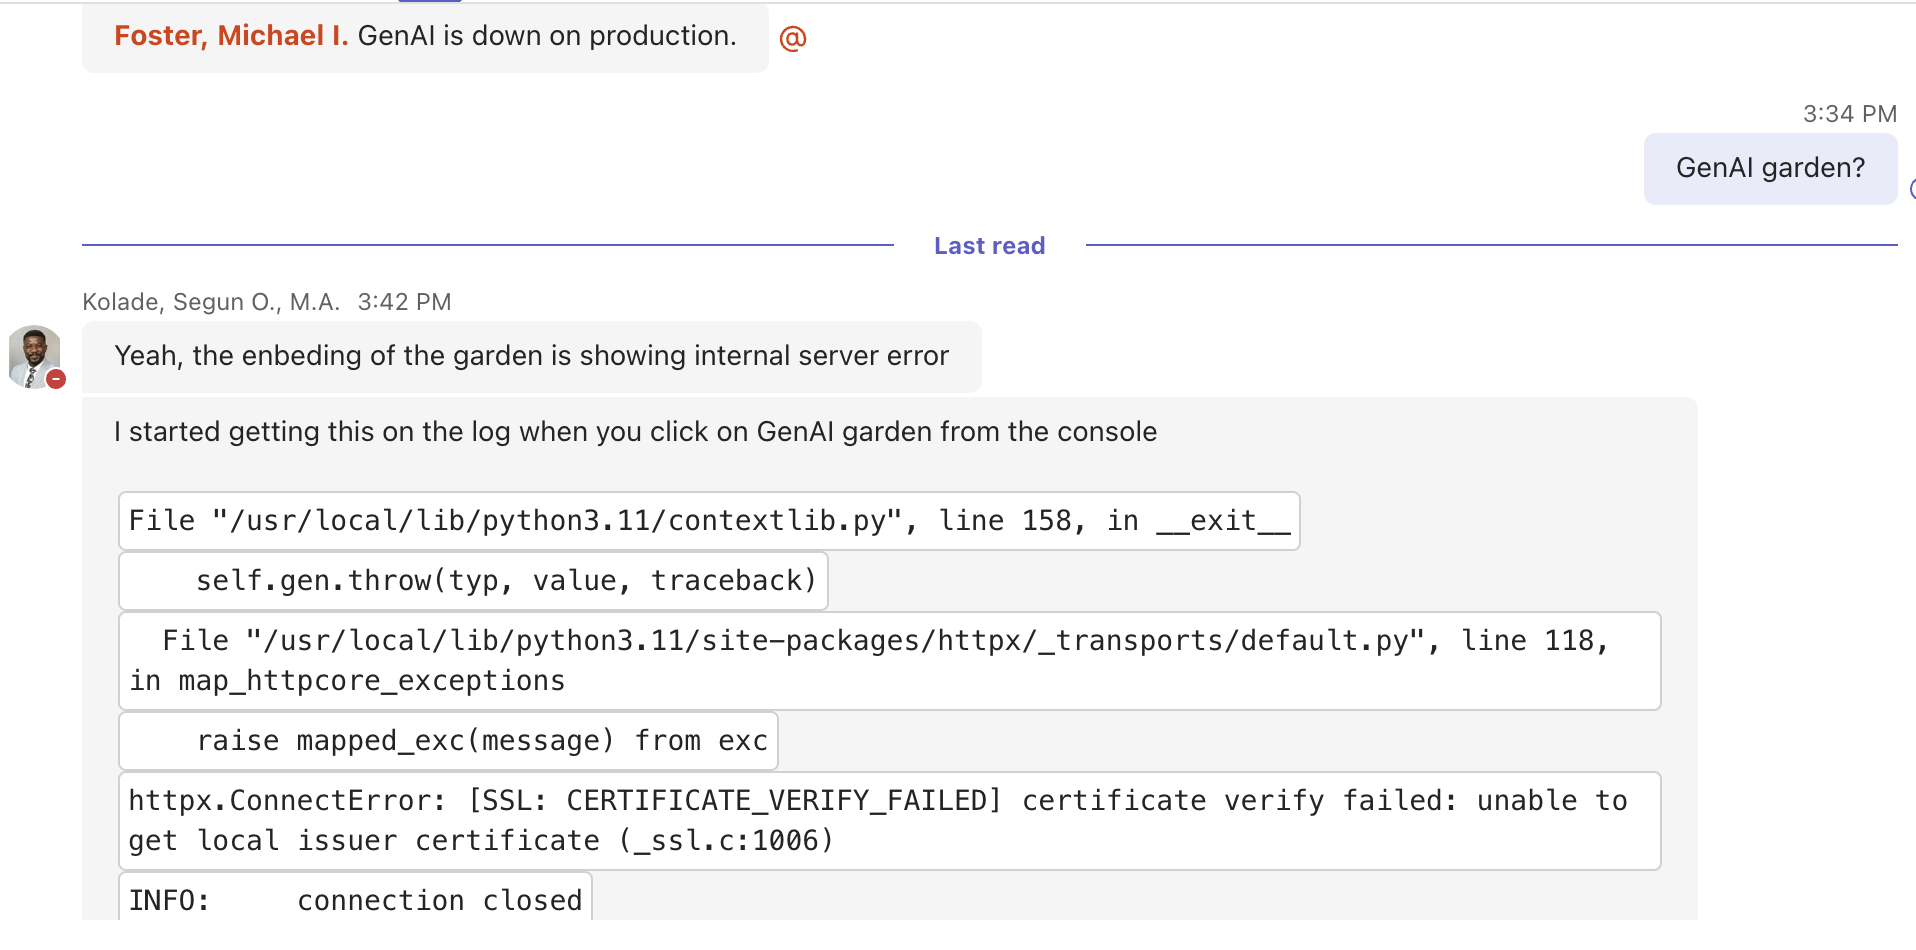 Foster, Michael I. GenAI is down on production. @
3:34 PM
GenAI garden?
Last read
Kolade, Segun O., M.A. 3:42 PM
Yeah, the enbeding of the garden is showing internal server error
I started getting this on the log when you click on GenAI garden from the console
File "/usr/local/lib/python3.11/contextlib.py", line 158, in __exit__
self.gen.throw(typ, value, traceback)
File "/usr/local/lib/python3.11/site-packages/httpx/_transports/default.py", line 118,
in map_httpcore_exceptions
raise mapped_exc(message) from exc
httpx.ConnectError: [SSL: CERTIFICATE_VERIFY_FAILED] certificate verify failed: unable to
get local issuer certificate (_ssl.c:1006)
INFO: connection closed